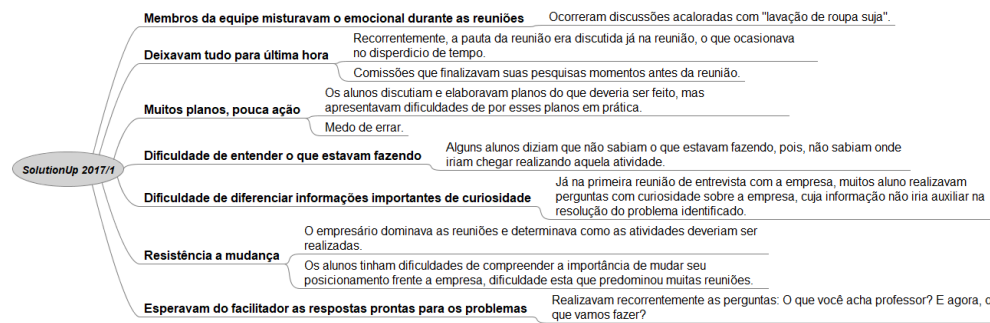 SolutionUp 2017/1
Membros da equipe misturavam o emocional durante as reuniões
Ocorreram discussões acaloradas com "lavação de roupa suja".
Deixavam tudo para última hora
Recorrentemente, a pauta da reunião era discutida já na reunião, o que ocasionava
no disperdicio de tempo.
Comissões que finalizavam suas pesquisas momentos antes da reunião.
Muitos planos, pouca ação
Os alunos discutiam e elaboravam planos do que deveria ser feito, mas
apresentavam dificuldades de por esses planos em prática.
Medo de errar.
Dificuldade de entender o que estavam fazendo
Alguns alunos diziam que não sabiam o que estavam fazendo, pois, não sabiam onde
iriam chegar realizando aquela atividade.
Dificuldade de diferenciar informações importantes de curiosidade
Já na primeira reunião de entrevista com a empresa, muitos aluno realizavam
perguntas com curiosidade sobre a empresa, cuja informação não iria auxiliar na
resolução do problema identificado.
Resistência a mudança
O empresário dominava as reuniões e determinava como as atividades deveriam ser
realizadas.
Os alunos tinham dificuldades de compreender a importância de mudar seu
posicionamento frente a empresa, dificuldade esta que predominou muitas reuniões.
Esperavam do facilitador as respostas prontas para os problemas
Realizavam recorrentemente as perguntas: O que você acha professor? E agora,
que vamos fazer?